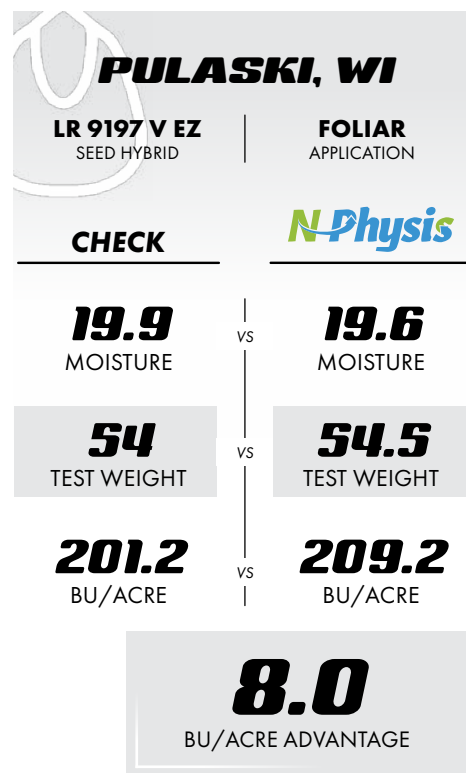 PULASKI, WI
LR 9197 V EZ
SEED HYBRID
FOLIAR
APPLICATION
CHECK
N-Physis
19.9
MOISTURE
vs
19.6
MOISTURE
54
TEST WEIGHT
vs
54.5
TEST WEIGHT
201.2
BU/ACRE
vs
209.2
BU/ACRE
8.0
BU/ACRE ADVANTAGE